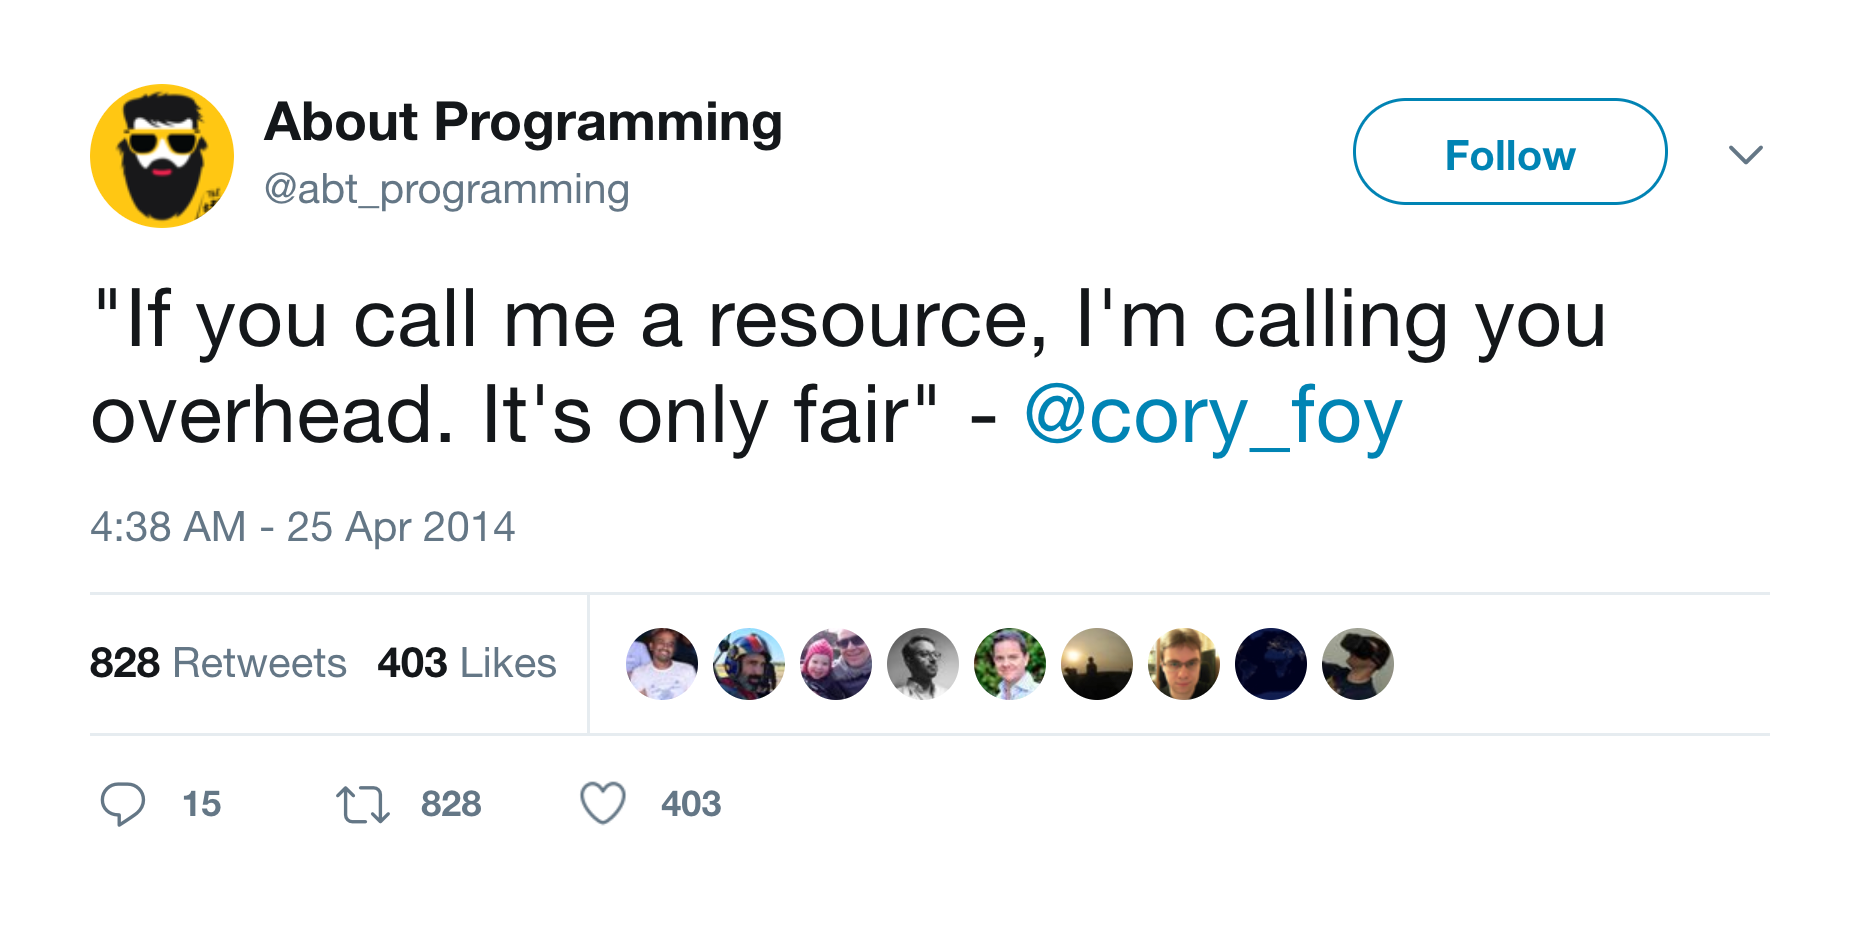 About Programming
@abt_programming
Follow
"If you call me a resource, I'm calling you
overhead. It's only fair" - @cory_foy
4:38 AM - 25 Apr 2014
828 Retweets 403 Likes
15 828 403